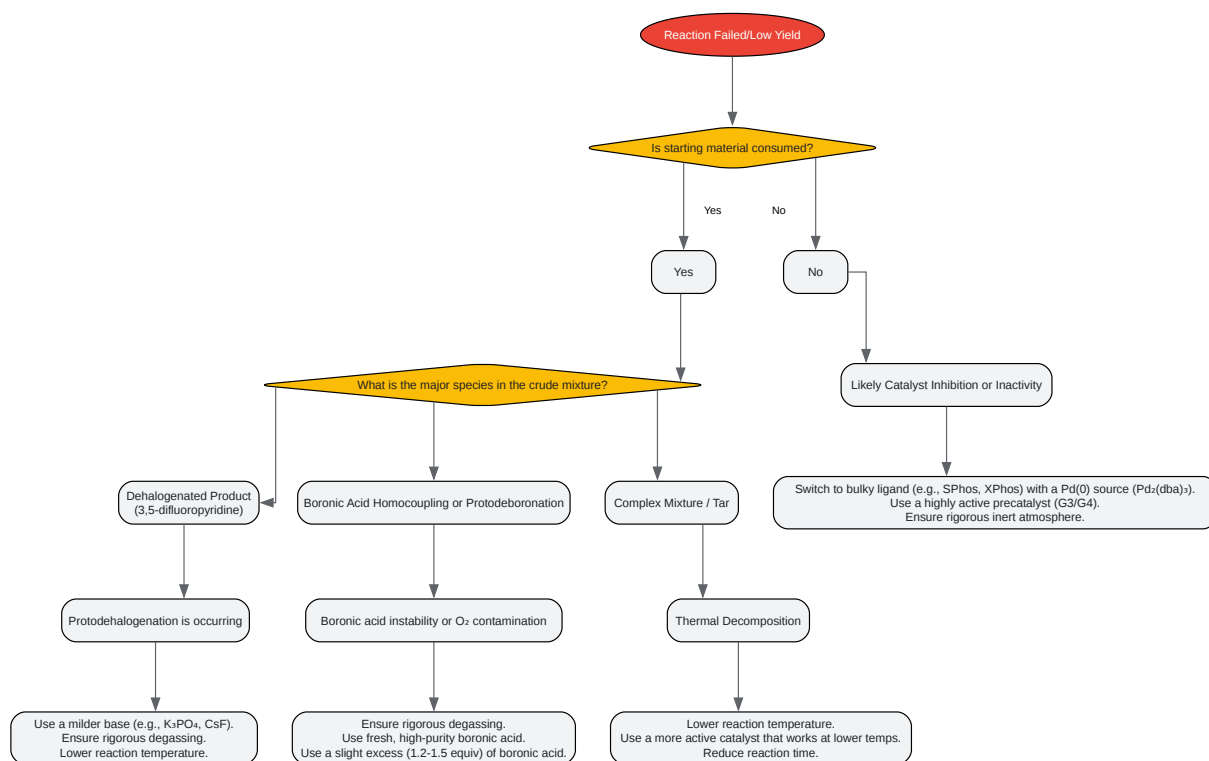 Reaction Failed/Low Yield
Is starting material consumed?
Yes
No
Yes
No
What is the major species in the crude mixture?
Likely Catalyst Inhibition or Inactivity
Dehalogenated Product
(3,5-difluoropyridine)
Boronic Acid Homocoupling or Protodeboronation
Complex Mixture / Tar
Switch to bulky ligand (e.g., SPhos, XPhos) with a Pd(0) source (Pd₂(dba)₃).
Use a highly active precatalyst (G3/G4).
Ensure rigorous inert atmosphere.
Protodehalogenation is occurring
Boronic acid instability or O₂ contamination
Thermal Decomposition
Use a milder base (e.g., K₃PO₄, CsF).
Ensure rigorous degassing.
Lower reaction temperature.
Ensure rigorous degassing.
Use fresh, high-purity boronic acid.
Use a slight excess (1.2-1.5 equiv) of boronic acid.
Lower reaction temperature.
Use a more active catalyst that works at lower temps.
Reduce reaction time.